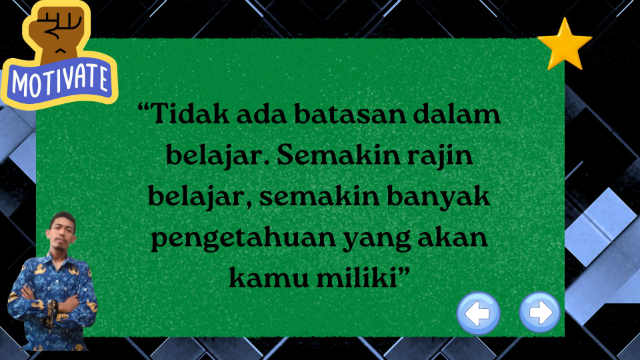 MOTIVATE
“Tidak ada batasan dalam
belajar. Semakin rajin
belajar, semakin banyak
pengetahuan yang akan
kamu miliki”